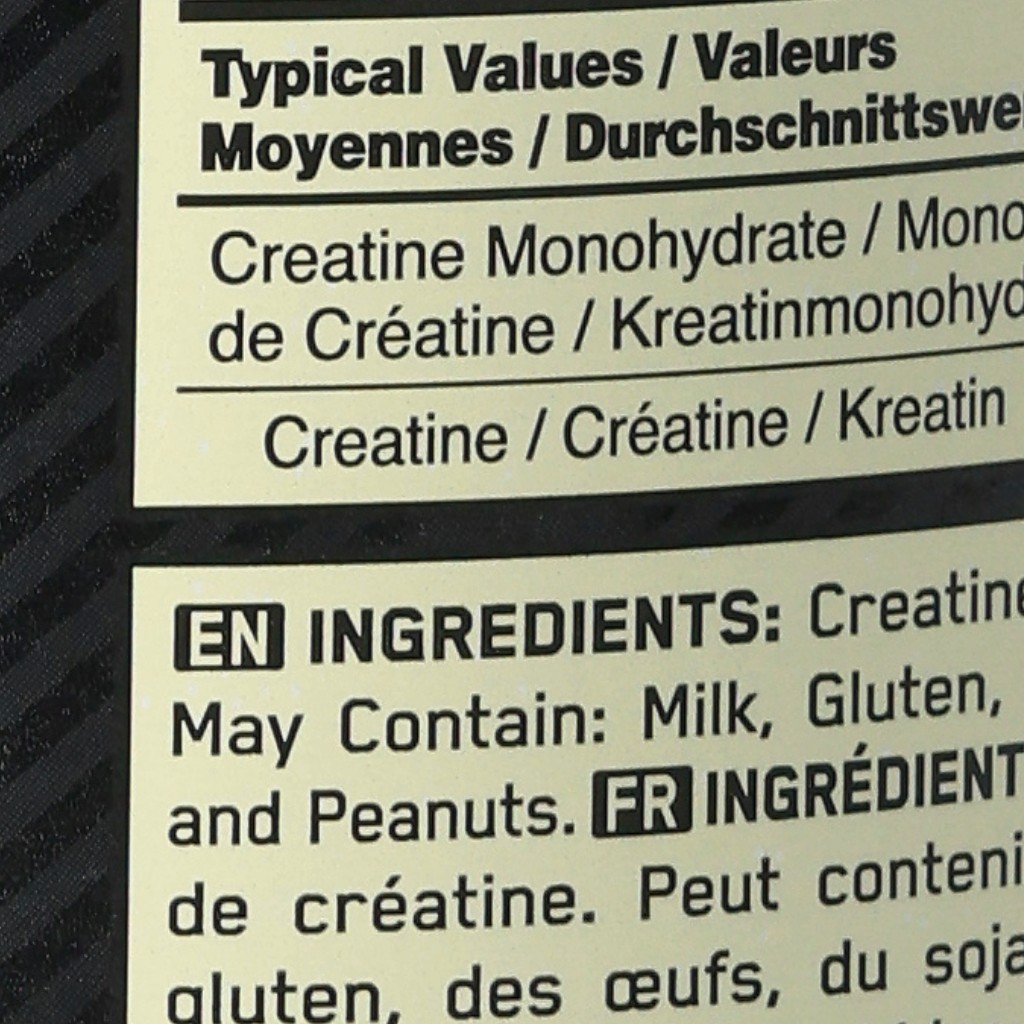 Typical Values / Valeurs
Moyennes / Durchschnittswe
Creatine Monohydrate / Mono
de Créatine / Kreatinmonohyd
Creatine / Créatine / Kreatin
EN INGREDIENTS: Creatine
May Contain: Milk, Gluten,
and Peanuts. FR INGRÉDIENT
de créatine. Peut conteni
gluten, des œufs, du soja